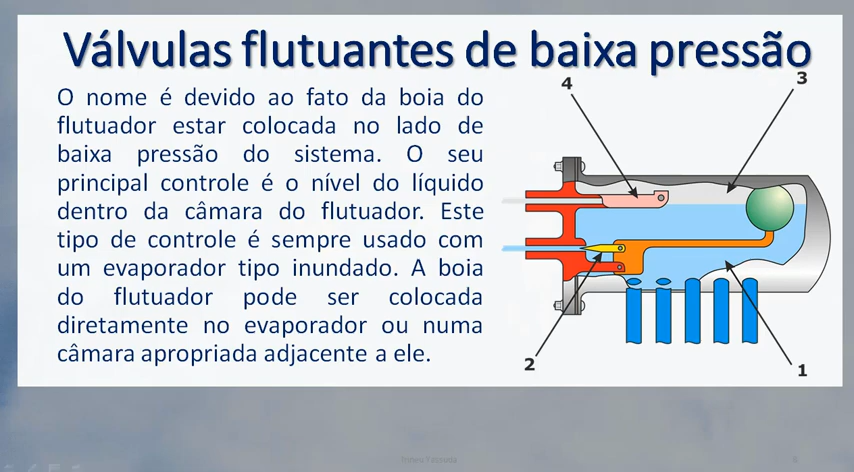 Válvulas flutuantes de baixa pressão
O nome é devido ao fato da boia do
flutuador estar colocada no lado de
baixa pressão do sistema. O seu
principal controle é o nível do líquido
dentro da câmara do flutuador. Este
tipo de controle é sempre usado com
um evaporador tipo inundado. A boia
do flutuador pode ser colocada
diretamente no evaporador ou numa
câmara apropriada adjacente a ele.
4
3
2
1